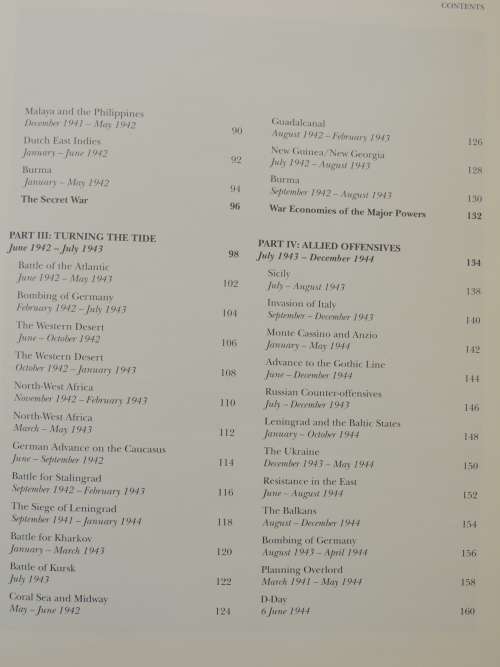 CONTENTS
Malaya and the Philippines
December 1941 – May 1942 90
Dutch East Indies
January – June 1942 92
Burma
January – May 1942 94
The Secret War 96
PART III: TURNING THE TIDE
June 1942 – July 1943 98
Battle of the Atlantic
June 1942 – May 1943 102
Bombing of Germany
February 1942 – July 1943 104
The Western Desert
June – October 1942 106
The Western Desert
October 1942 – January 1943 108
North-West Africa
November 1942 – February 1943 110
North-West Africa
March – May 1943 112
German Advance on the Caucasus
June – September 1942 114
Battle for Stalingrad
September 1942 – February 1943 116
The Siege of Leningrad
September 1941 – January 1944 118
Battle for Kharkov
January – March 1943 120
Battle of Kursk
July 1943 122
Coral Sea and Midway
May – June 1942 124
Guadalcanal
August 1942 – February 1943 126
New Guinea/New Georgia
July 1942 – August 1943 128
Burma
September 1942 – August 1943 130
War Economies of the Major Powers 132
PART IV: ALLIED OFFENSIVES
July 1943 – December 1944 134
Sicily
July – August 1943 138
Invasion of Italy
September – December 1943 140
Monte Cassino and Anzio
January – May 1944 142
Advance to the Gothic Line
June – December 1944 144
Russian Counter-offensives
July – December 1943 146
Leningrad and the Baltic States
January – October 1944 148
The Ukraine
December 1943 – May 1944 150
Resistance in the East
June – August 1944 152
The Balkans
August – December 1944 154
Bombing of Germany
August 1943 – April 1944 156
Planning Overlord
March 1941 – May 1944 158
D-Day
6 June 1944 160